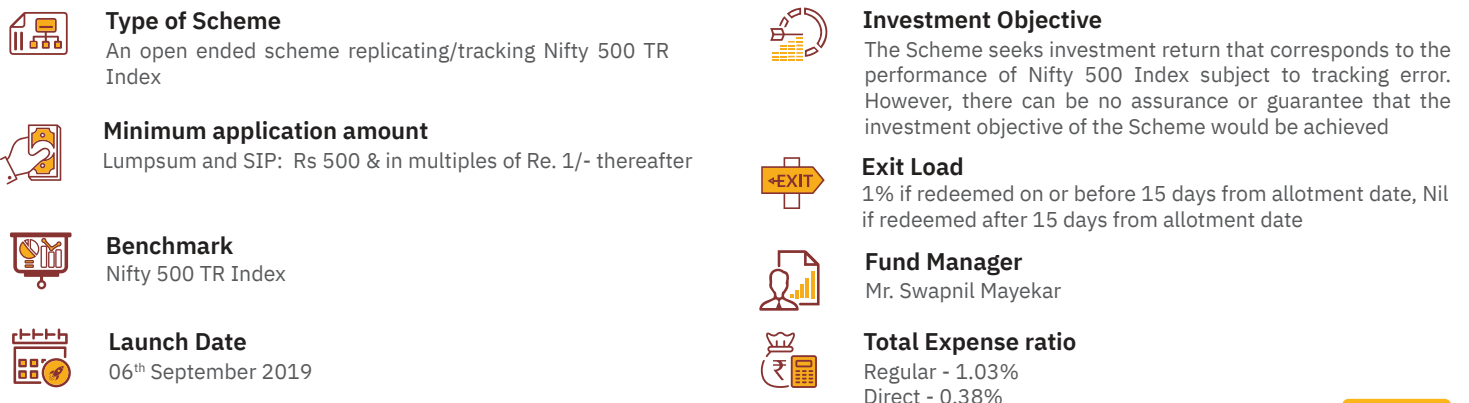 Type of Scheme
An open ended scheme replicating/tracking Nifty 500 TR
Index
Minimum application amount
Lumpsum and SIP: Rs 500 & in multiples of Re. 1/- thereafter
Benchmark
Nifty 500 TR Index
Launch Date
06th September 2019
Investment Objective
The Scheme seeks investment return that corresponds to the
performance of Nifty 500 Index subject to tracking error.
However, there can be no assurance or guarantee that the
investment objective of the Scheme would be achieved
EXIT
Exit Load
1% if redeemed on or before 15 days from allotment date, Nil
if redeemed after 15 days from allotment date
Fund Manager
Mr. Swapnil Mayekar
₹
Total Expense ratio
Regular - 1.03%
Direct - 0.38%